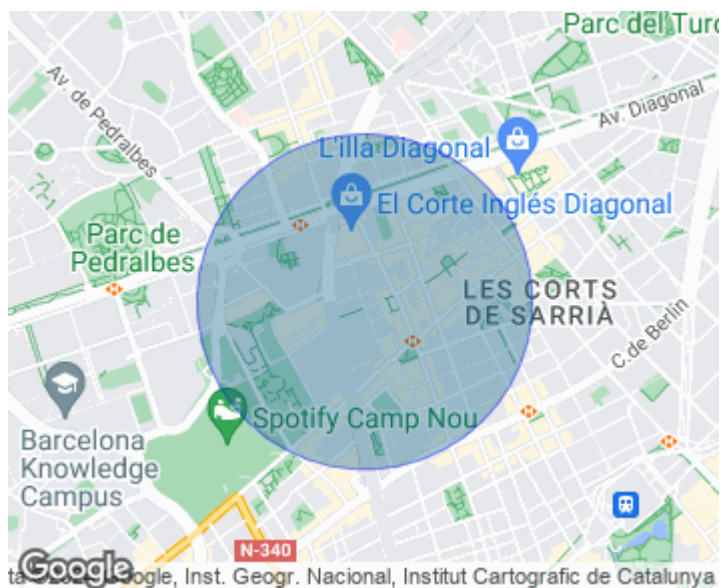 Parc del Turó
Av. de Pedralbes
Av. Diagonal
L'illa Diagonal
El Corte Inglés Diagonal
Parc de
Pedralbes
LES CORTS
DE SARRIÀ
C. de Berlín
Spotify Camp Nou
Barcelona
Knowledge
Campus
N-340
Google
Google, Inst. Geogr. Nacional, Institut Cartografic de Catalunya